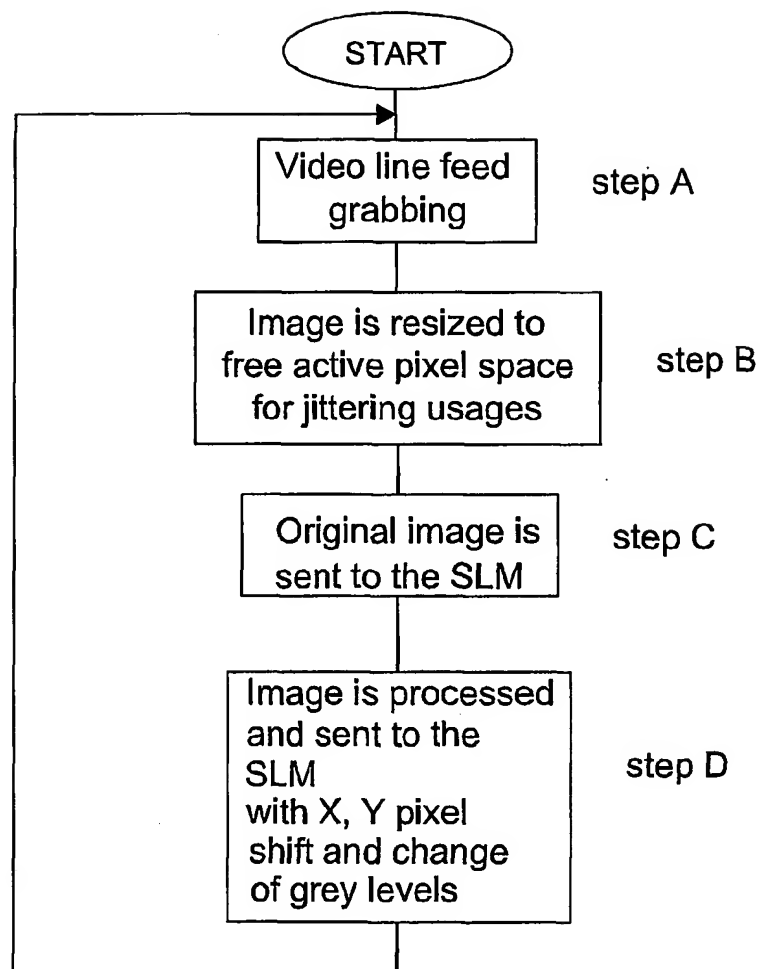 START
Video line feed
grabbing
step A
Image is resized to
free active pixel space
for jittering usages
step B
Original image is
sent to the SLM
step C
Image is processed
and sent to the
SLM
with X, Y pixel
shift and change
of grey levels
step D